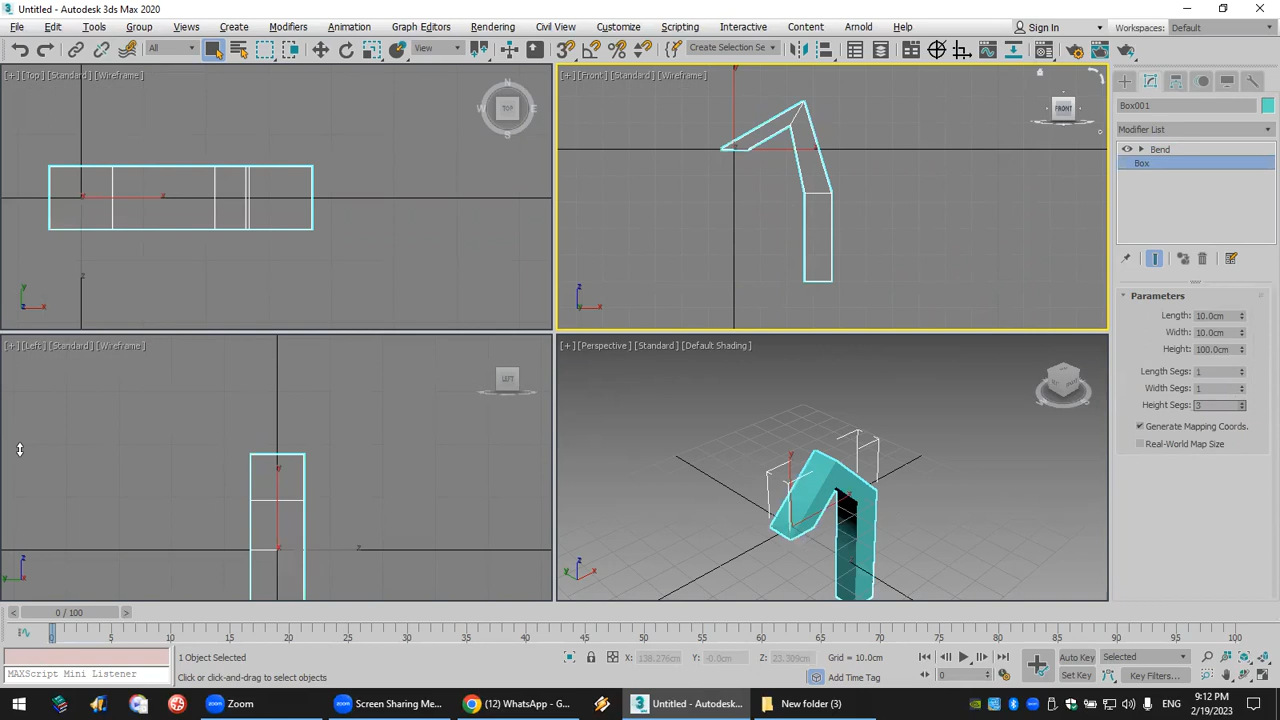 Untitled - Autodesk 3ds Max 2020
File Edit Tools Group Views Create Modifiers Animation Graph Editors Rendering Civil View Customize Scripting Interactive Content Arnold Help Sign In Workspaces: Default
All View Create Selection Se
[+] [Top] [Standard] [Wireframe]
N
W TOP E
[+] [Front] [Standard] [Wireframe]
FRONT
Box001
Modifier List
Bend
Box
Parameters
Length: 10.0cm
Width: 10.0cm
Height: 100.0cm
Length Segs: 1
Width Segs: 1
Height Segs: 3
Generate Mapping Coords.
Real-World Map Size
[+] [Left] [Standard] [Wireframe]
LEFT
[+] [Perspective] [Standard] [Default Shading]
0 / 100
0 5 10 15 20 25 30 35 40 45 50 55 60 65 70 75 80 85 90 95 100
1 Object Selected
X: 138.276cm Y: -0.0cm Z: 23.309cm Grid = 10.0cm
Auto Key Selected
MAXScript Mini Listener
Click or click-and-drag to select objects
Add Time Tag
0
Set Key Key Filters...
Zoom
Screen Sharing Me...
(12) WhatsApp - G...
Untitled - Autodesk...
New folder (3)
ENG
9:12 PM
2/19/2023